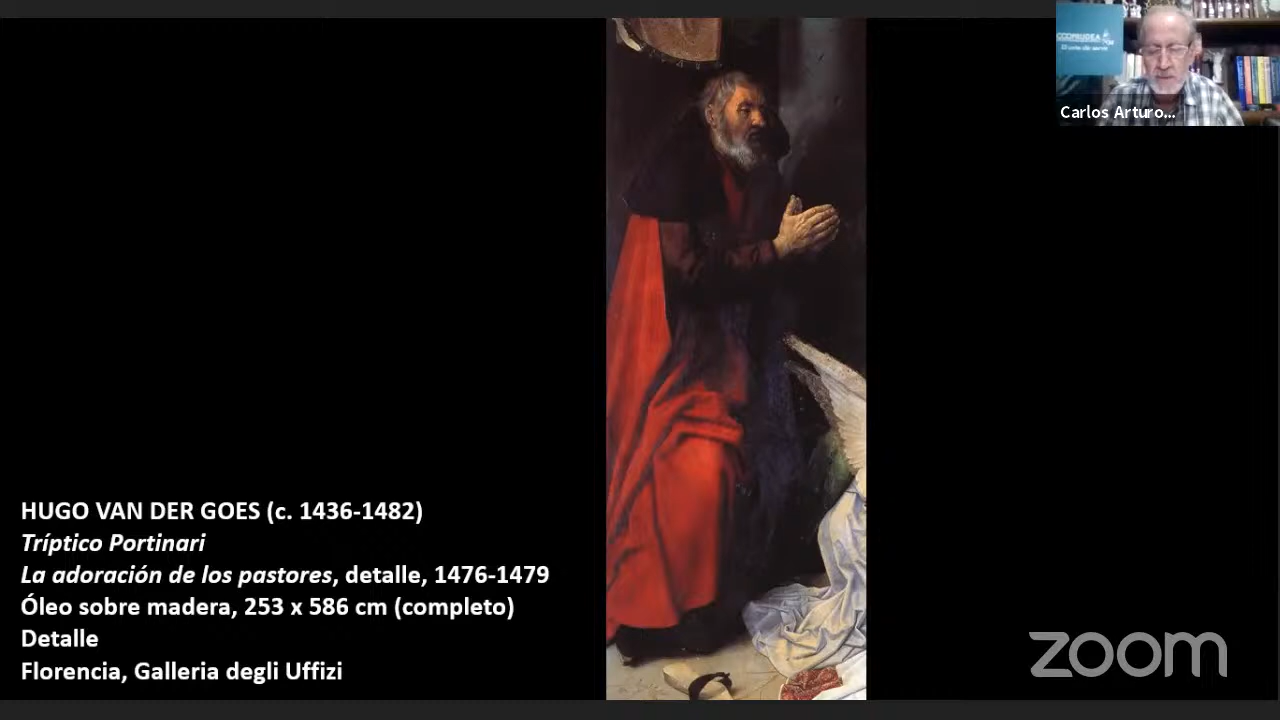 HUGO VAN DER GOES (c. 1436-1482)
Tríptico Portinari
La adoración de los pastores, detalle, 1476-1479
Óleo sobre madera, 253 x 586 cm (completo)
Detalle
Florencia, Galleria degli Uffizi
Carlos Arturo...
zoom